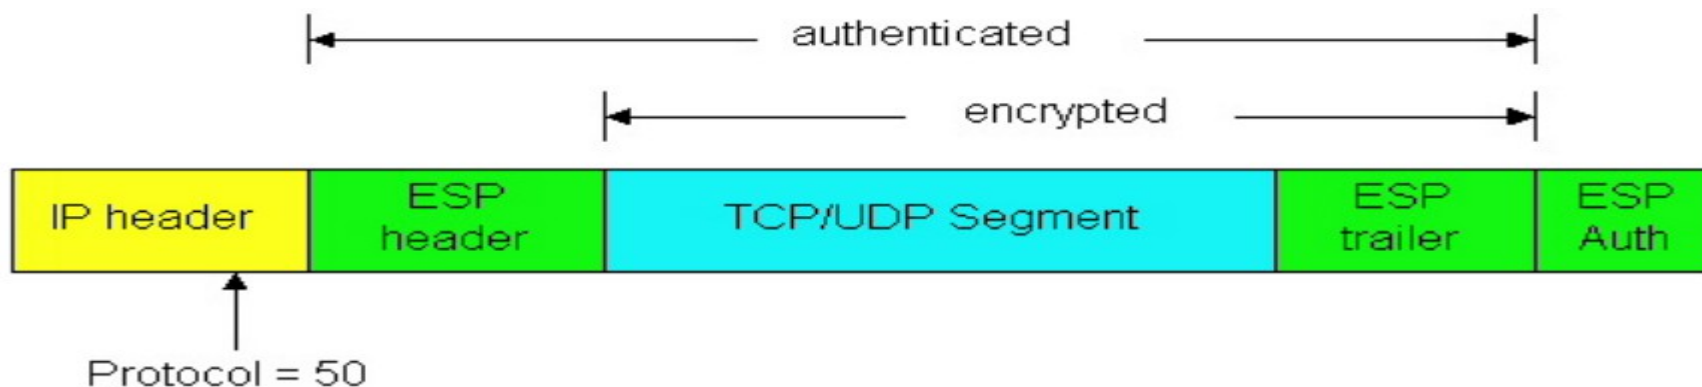 authenticated
encrypted
IP header
ESP
header
TCP/UDP Segment
ESP
trailer
ESP
Auth
Protocol = 50